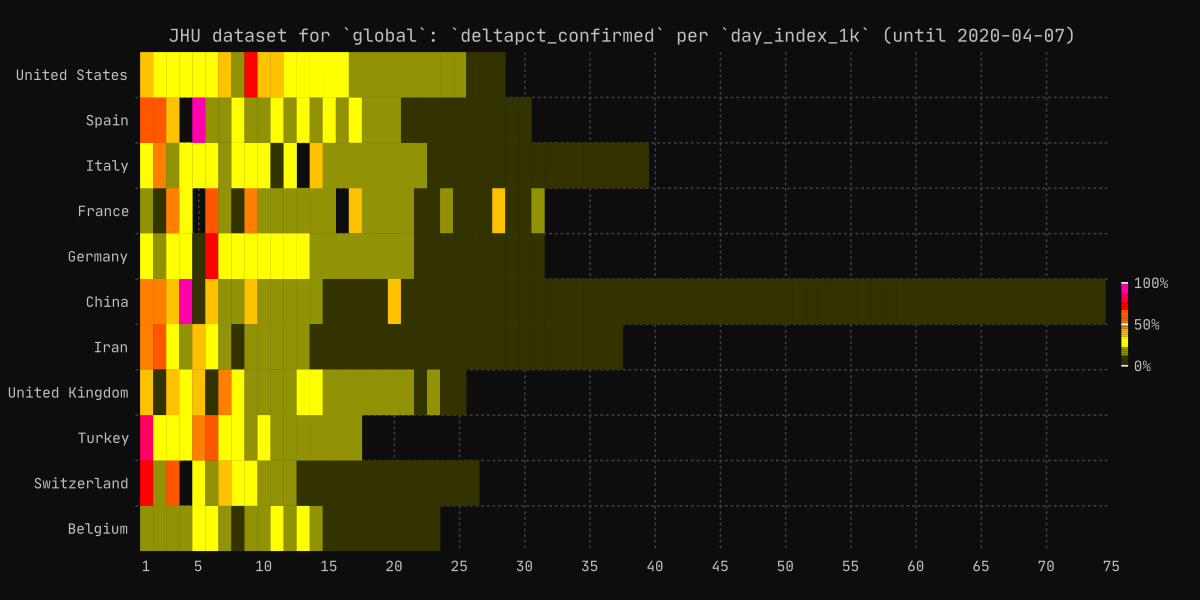 JHU dataset for `global`: `deltapct_confirmed` per `day_index_1k` (until 2020-04-07)
United States
Spain
Italy
France
Germany
China
Iran
United Kingdom
Turkey
Switzerland
Belgium
100%
50%
0%
1 5 10 15 20 25 30 35 40 45 50 55 60 65 70 75